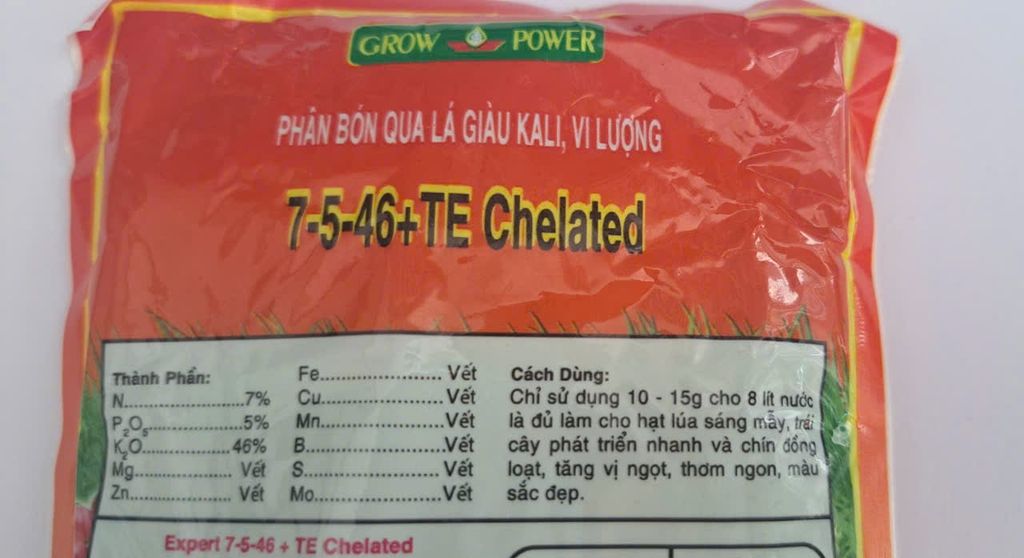 GROW POWER
PHÂN BÓN QUA LÁ GIÀU KALI, VI LƯỢNG
7-5-46+TE Chelated
Thành Phần:
N........................7%
P2O5....................5%
K2O...............46%
Mg.................. Vết
Zn.................... Vết
Fe...................... Vết
Cu......................Vết
Mn......................Vết
B.........................Vết
S.........................Vết
Mo.......................Vết
Cách Dùng:
Chỉ sử dụng 10 - 15g cho 8 lít nước
là đủ làm cho hạt lúa sáng mẩy, trái
cây phát triển nhanh và chín đồng
loạt, tăng vị ngọt, thơm ngon, màu
sắc đẹp.
Expert 7-5-46 + TE Chelated